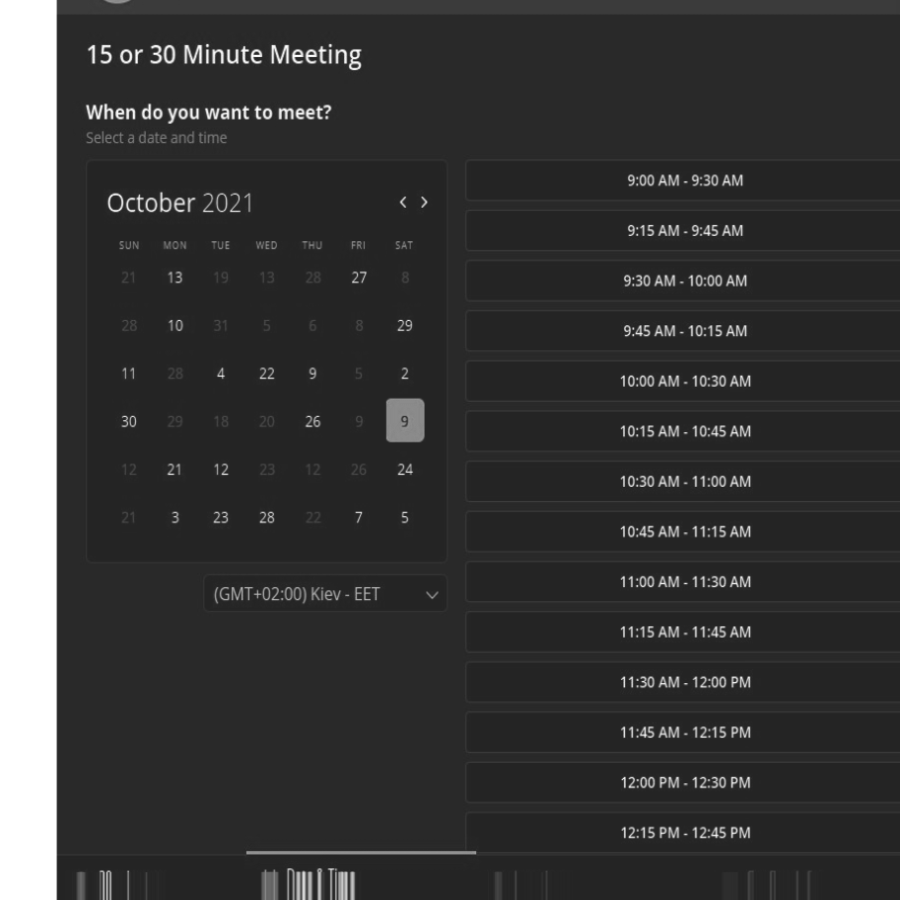 15 or 30 Minute Meeting
When do you want to meet?
Select a date and time
October 2021
SUN MON TUE WED THU FRI SAT
21 13 19 13 28 27 8
28 10 31 5 6 8 29
11 28 4 22 9 5 2
30 29 18 20 26 9 9
12 21 12 23 12 26 24
21 3 23 28 22 7 5
(GMT+02:00) Kiev - EET
9:00 AM - 9:30 AM
9:15 AM - 9:45 AM
9:30 AM - 10:00 AM
9:45 AM - 10:15 AM
10:00 AM - 10:30 AM
10:15 AM - 10:45 AM
10:30 AM - 11:00 AM
10:45 AM - 11:15 AM
11:00 AM - 11:30 AM
11:15 AM - 11:45 AM
11:30 AM - 12:00 PM
11:45 AM - 12:15 PM
12:00 PM - 12:30 PM
12:15 PM - 12:45 PM